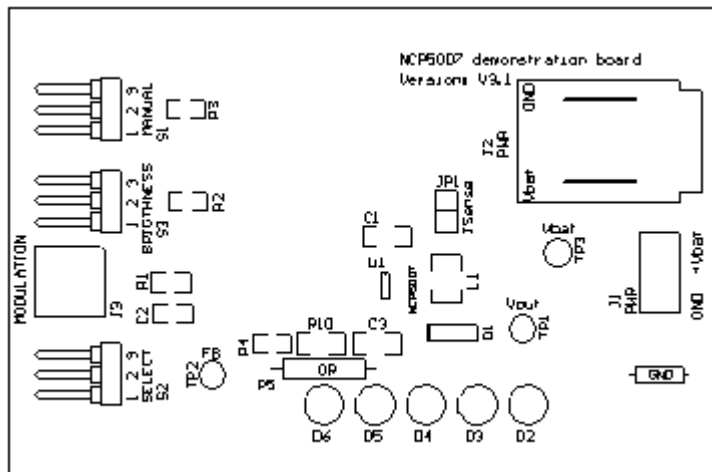 NCP5007 demonstration board
Version: V3.1
1 2 3
MANUAL
S1
R3
GND
Vbat
J2
PWR
1 2 3
BRIGTHNESS
S3
R2
JP1
ISense
C1
U1
NCP5007
L1
Vbat
TP3
MODULATION
J3
R1
C2
J1
PWR
GND +Vbat
Vout
TP1
D1
1 2 3
SELECT
S2
FB
TP2
R4
R10
C3
R5
0R
GND
D6 D5 D4 D3 D2